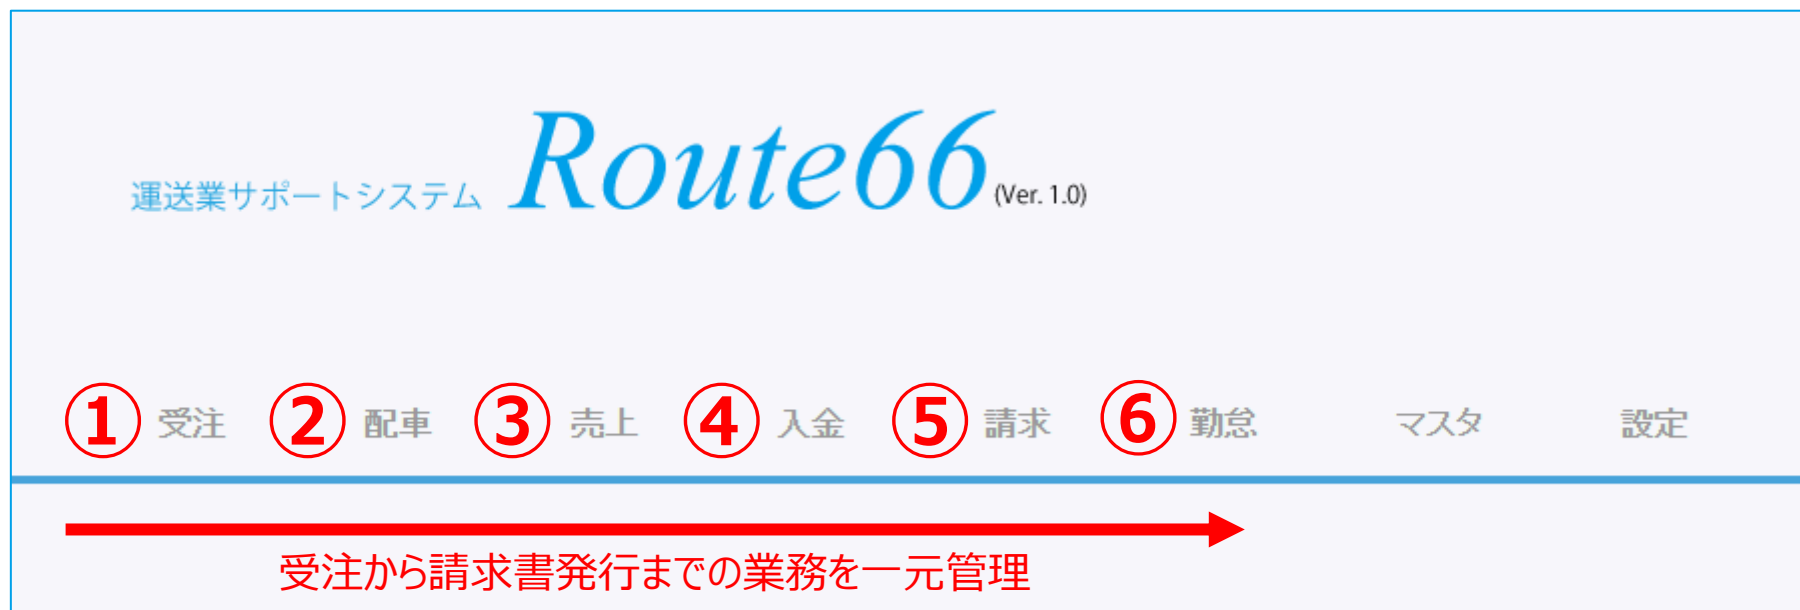 運送業サポートシステム Route66 (Ver. 1.0)
① 受注 ② 配車 ③ 売上 ④ 入金 ⑤ 請求 ⑥ 勤怠 マスタ 設定
受注から請求書発行までの業務を一元管理